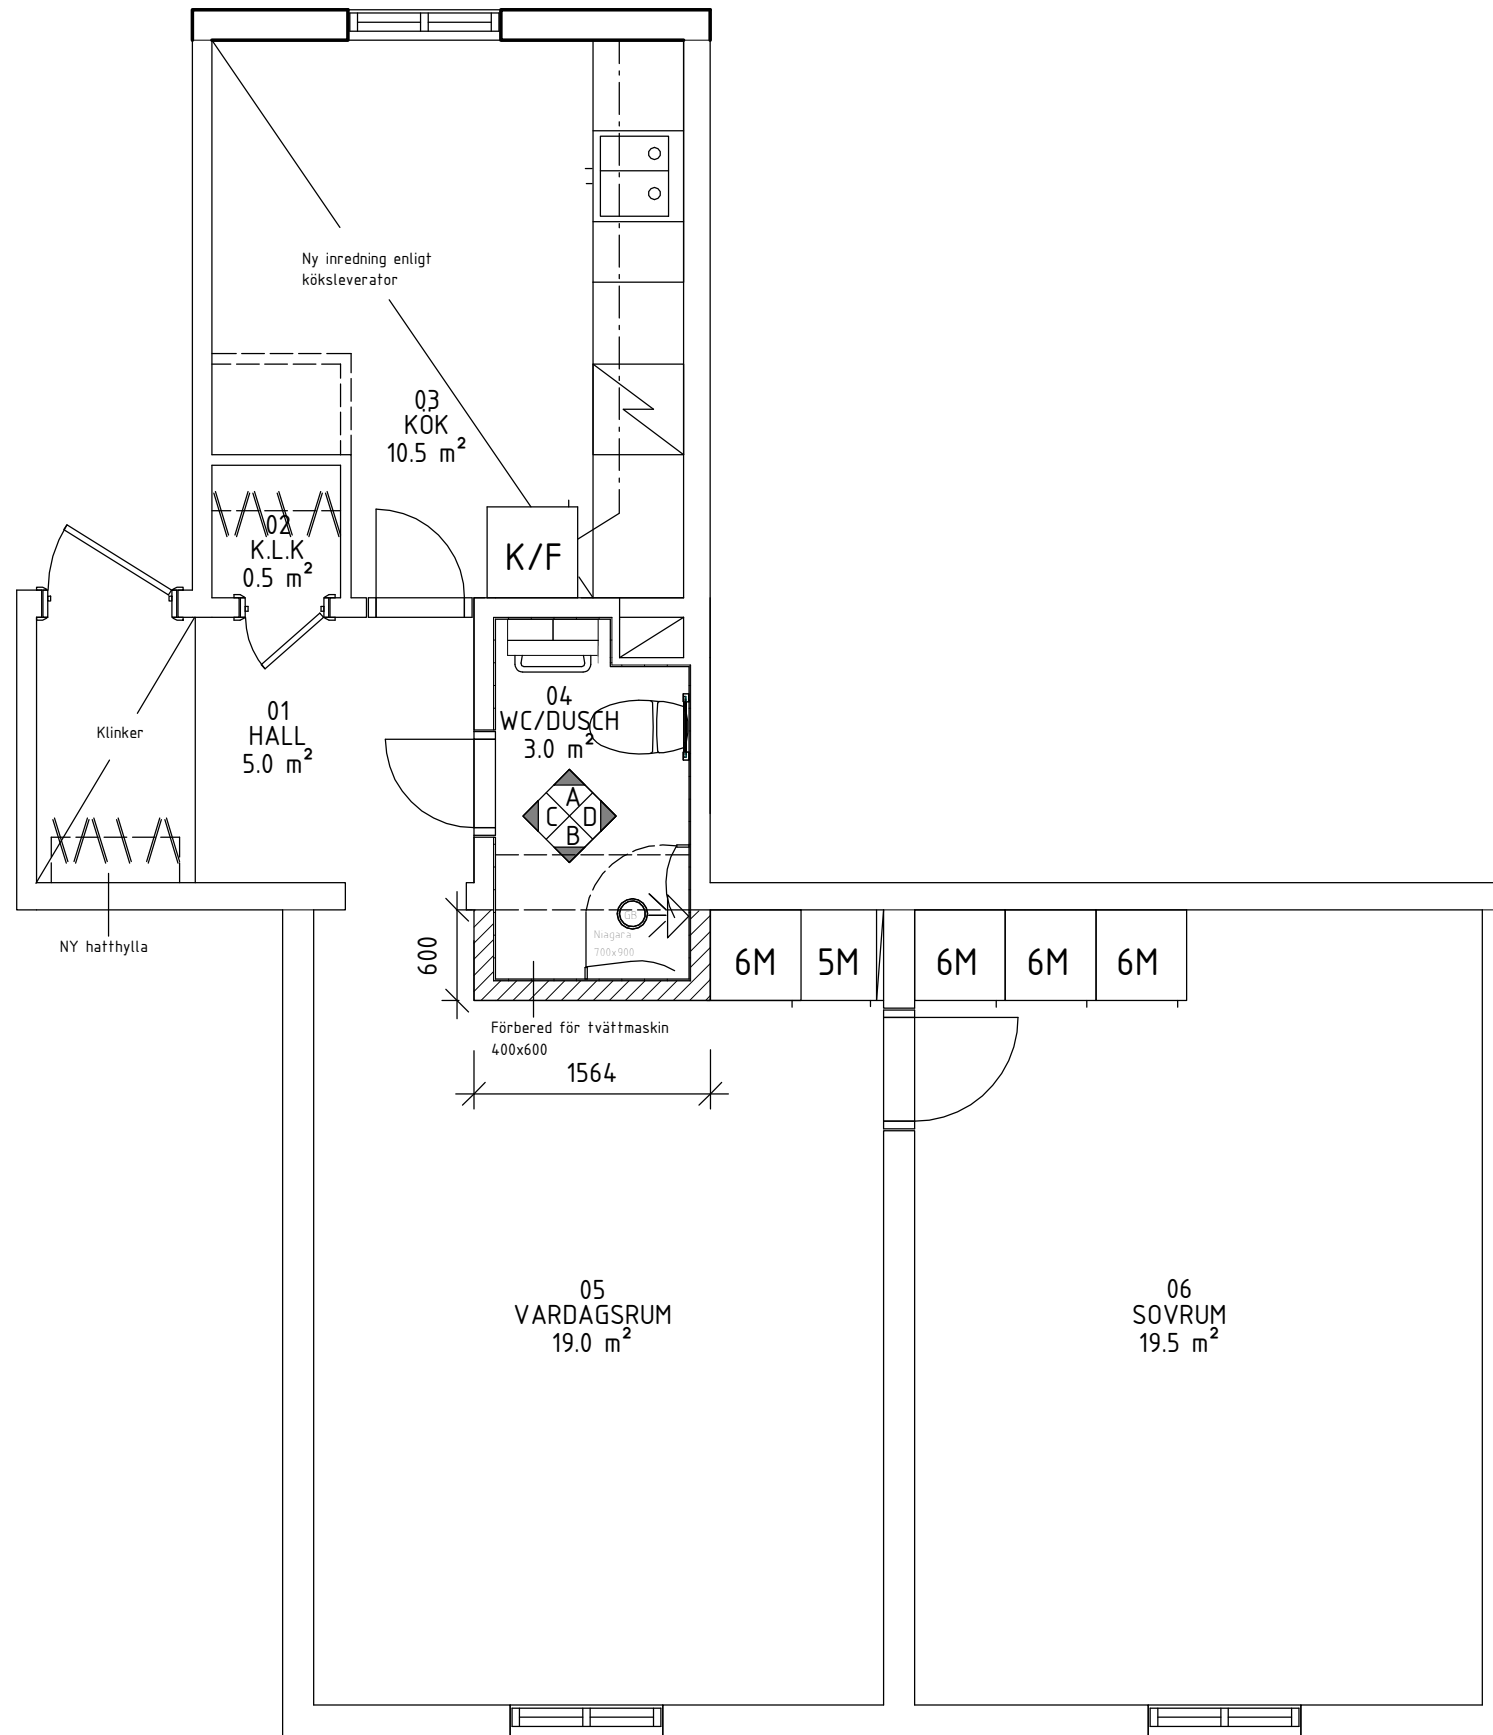 Ny inredning enligt
köksleverator
03
KÖK
10.5 m²
02
K.L.K
0.5 m²
K/F
01
HALL
5.0 m²
Klinker
04
WC/DUSCH
3.0 m²
A
C D
B
GB
Niagara
700x900
NY hatthylla
600
6M
5M
6M
6M
6M
Förbered för tvättmaskin
400x600
1564
05
VARDAGSRUM
19.0 m²
06
SOVRUM
19.5 m²